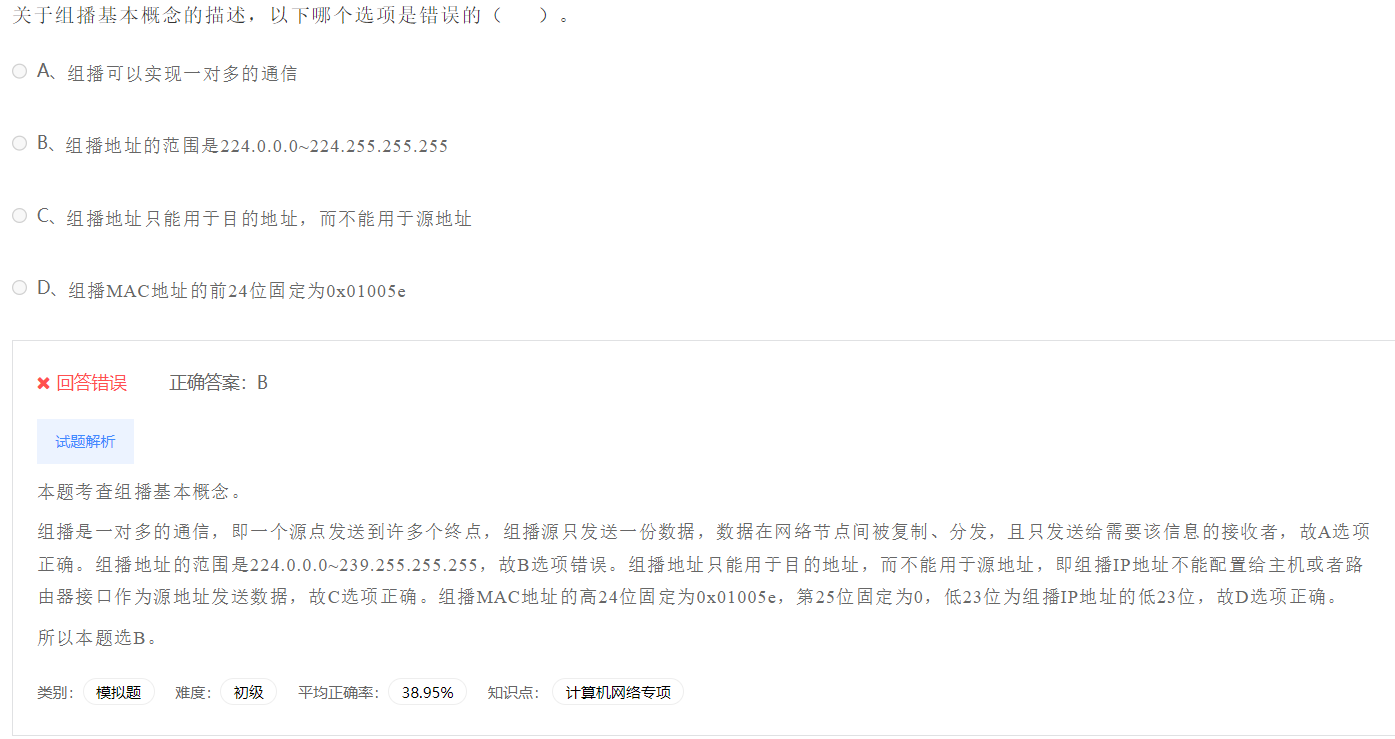 关于组播基本概念的描述，以下哪个选项是错误的（　　）。
A、组播可以实现一对多的通信
B、组播地址的范围是224.0.0.0~224.255.255.255
C、组播地址只能用于目的地址，而不能用于源地址
D、组播MAC地址的前24位固定为0x01005e
✖ 回答错误　　正确答案：B
试题解析
本题考查组播基本概念。
组播是一对多的通信，即一个源点发送到许多个终点，组播源只发送一份数据，数据在网络节点间被复制、分发，且只发送给需要该信息的接收者，故A选项
正确。组播地址的范围是224.0.0.0~239.255.255.255，故B选项错误。组播地址只能用于目的地址，而不能用于源地址，即组播IP地址不能配置给主机或者路
由器接口作为源地址发送数据，故C选项正确。组播MAC地址的高24位固定为0x01005e，第25位固定为0，低23位为组播IP地址的低23位，故D选项正确。
所以本题选B。
类别： 模拟题　难度： 初级　平均正确率： 38.95%　知识点： 计算机网络专项